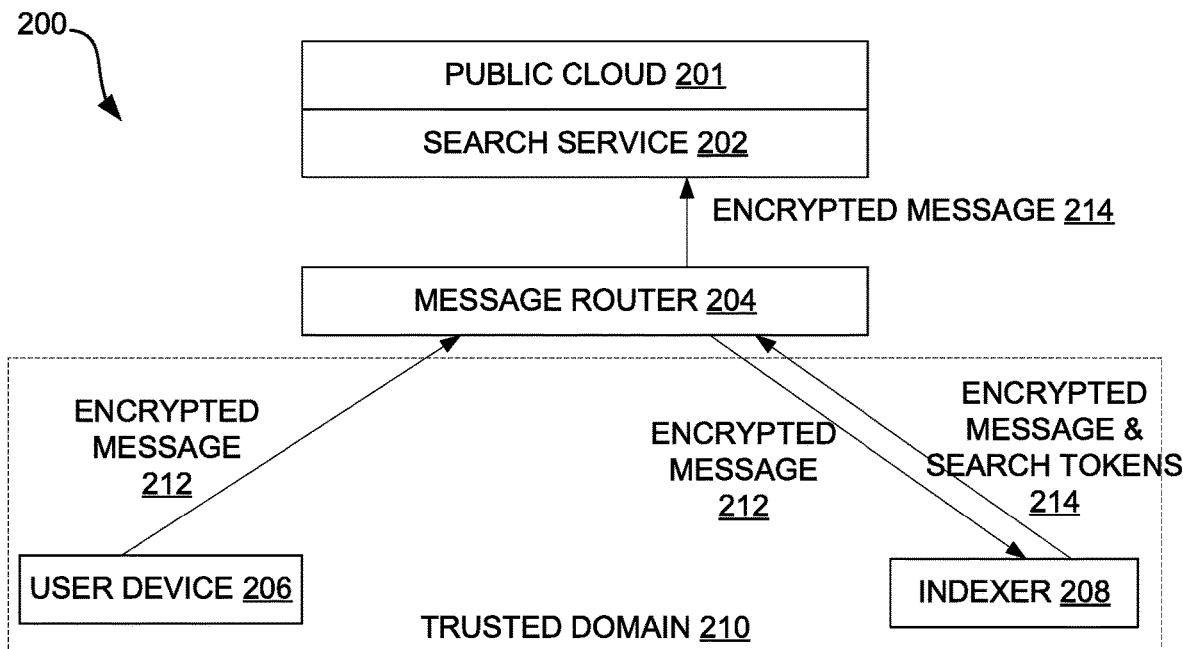 200
PUBLIC CLOUD 201
SEARCH SERVICE 202
ENCRYPTED MESSAGE 214
MESSAGE ROUTER 204
ENCRYPTED
MESSAGE
212
ENCRYPTED
MESSAGE
212
ENCRYPTED
MESSAGE &
SEARCH TOKENS
214
USER DEVICE 206
INDEXER 208
TRUSTED DOMAIN 210